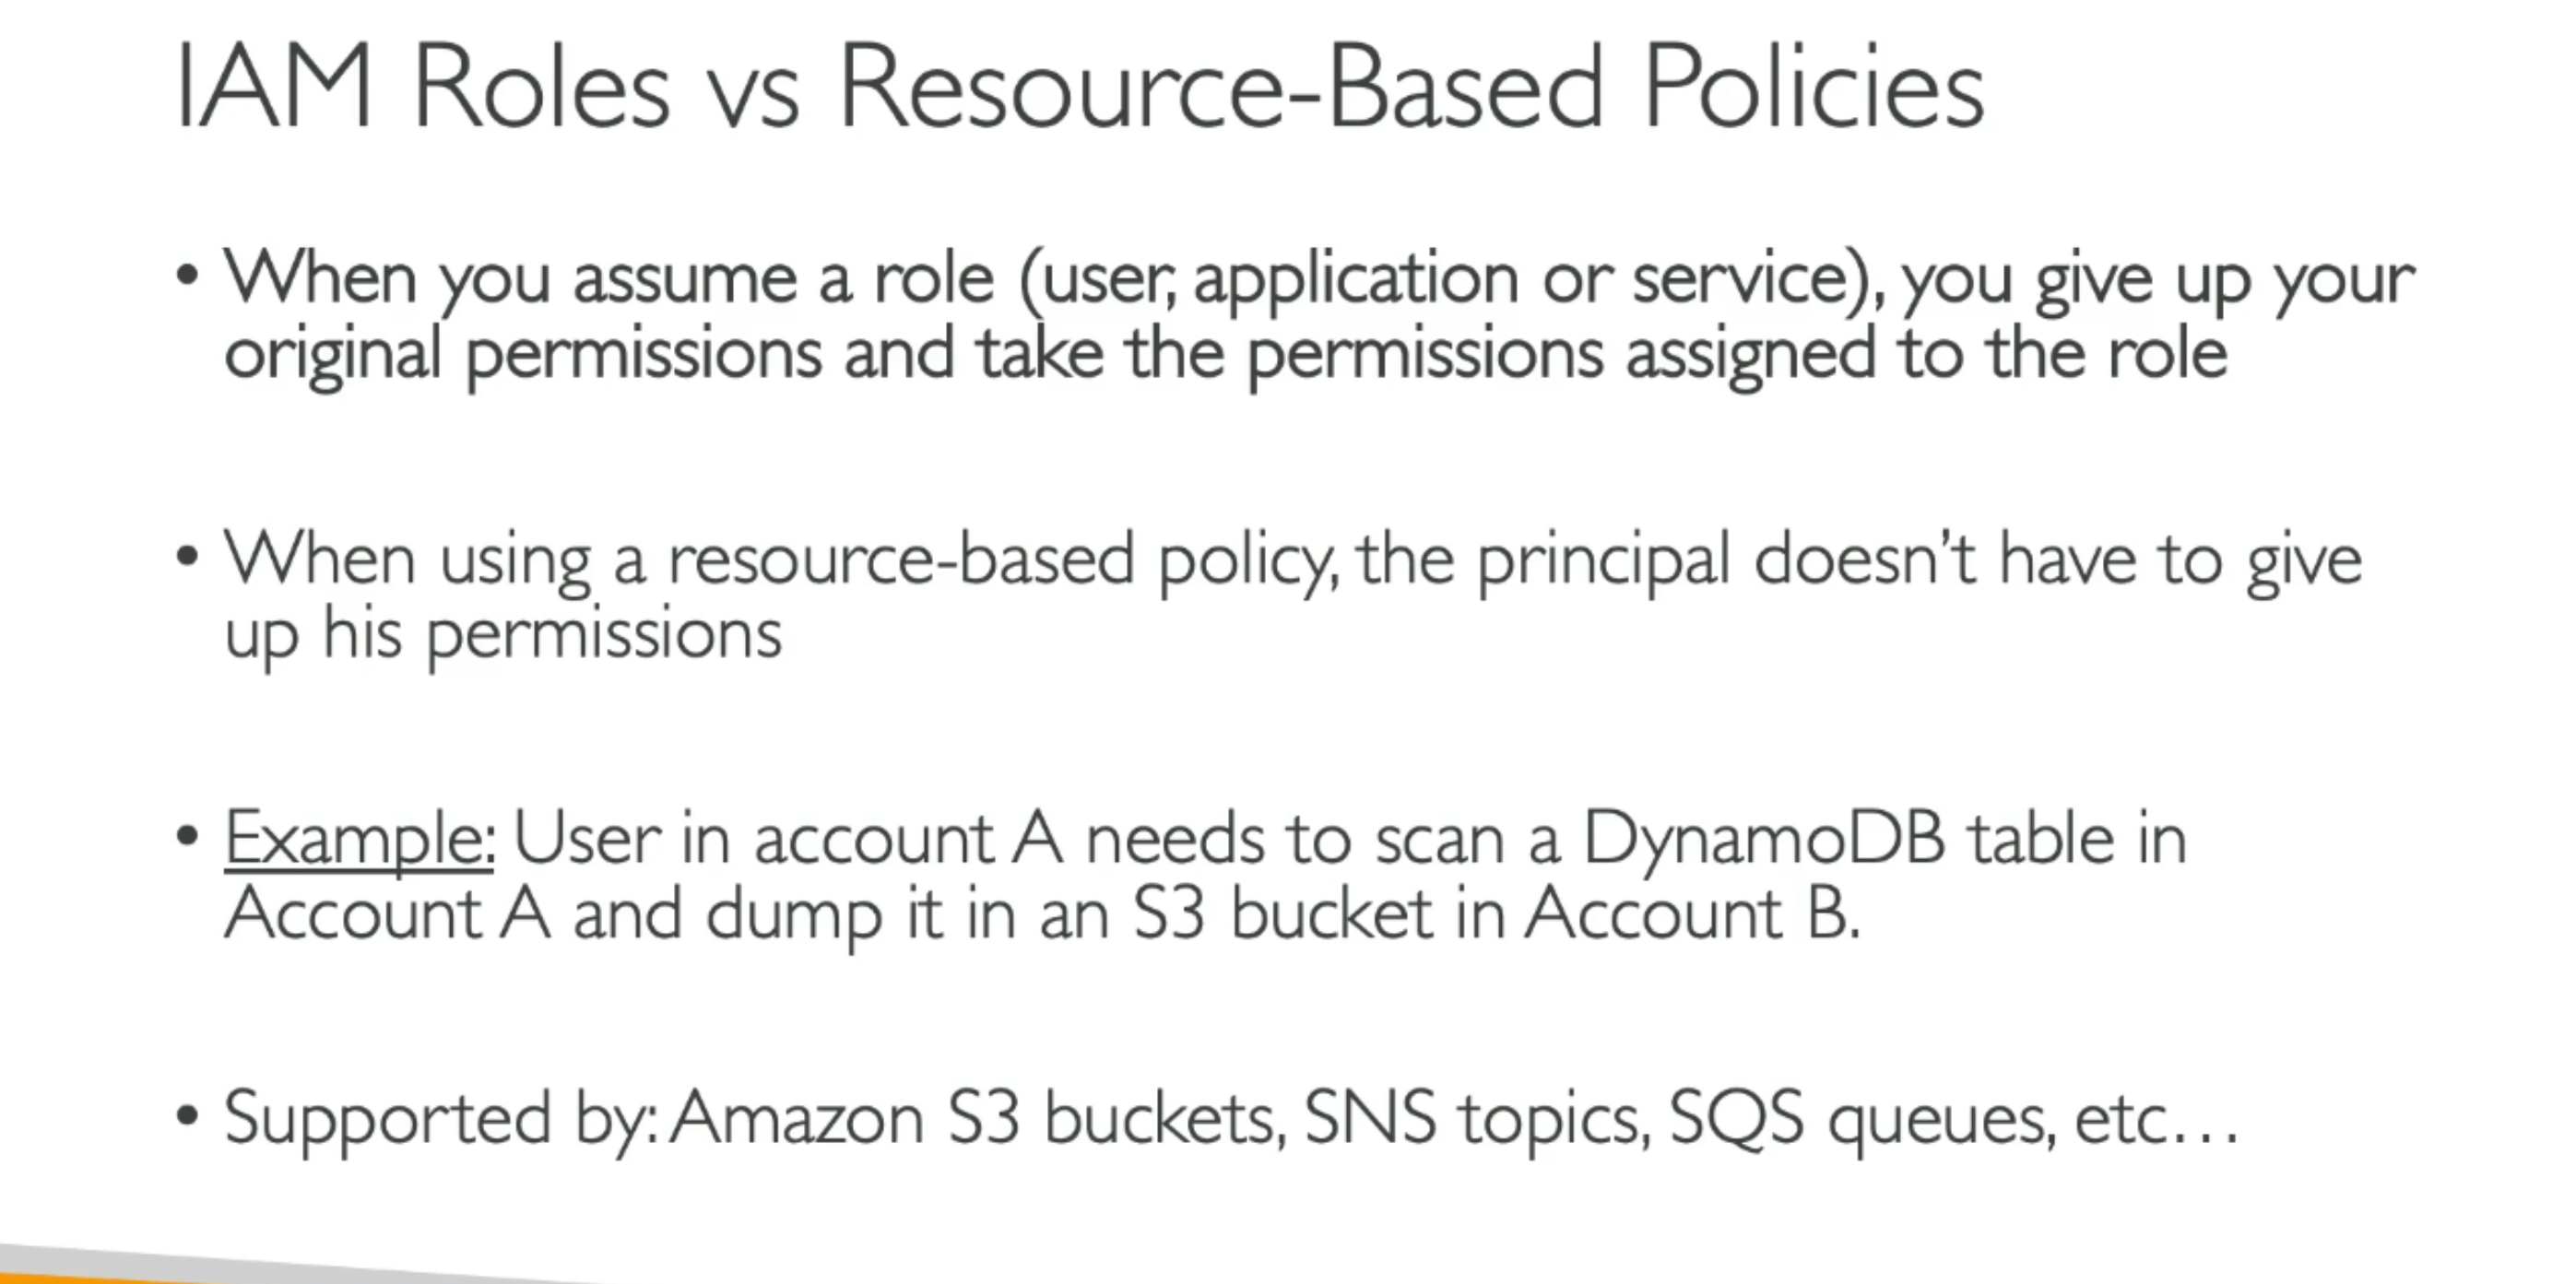 IAM Roles vs Resource-Based Policies
• When you assume a role (user, application or service), you give up your
original permissions and take the permissions assigned to the role
• When using a resource-based policy, the principal doesn’t have to give
up his permissions
• Example: User in account A needs to scan a DynamoDB table in
Account A and dump it in an S3 bucket in Account B.
• Supported by: Amazon S3 buckets, SNS topics, SQS queues, etc…